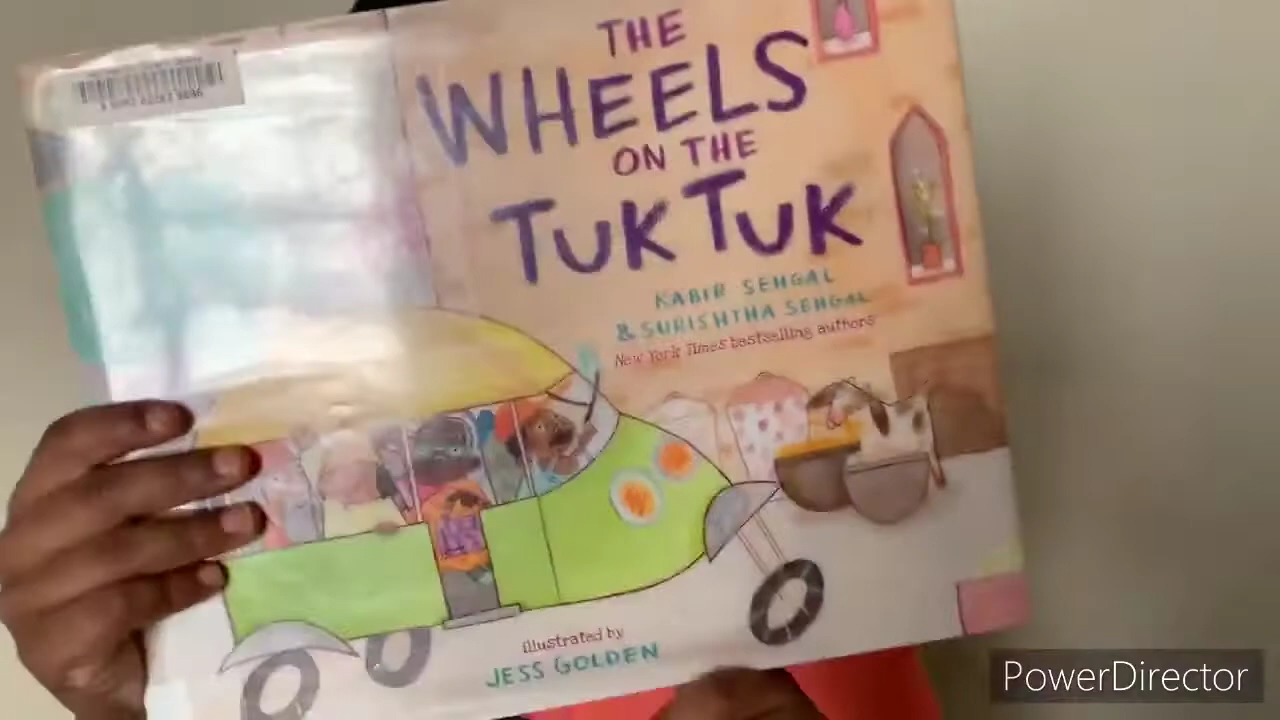 THE
WHEELS
ON THE
TUK TUK
KABIR SEHGAL
& SURISHTHA SEHGAL
New York Times bestselling authors
illustrated by
JESS GOLDEN
PowerDirector